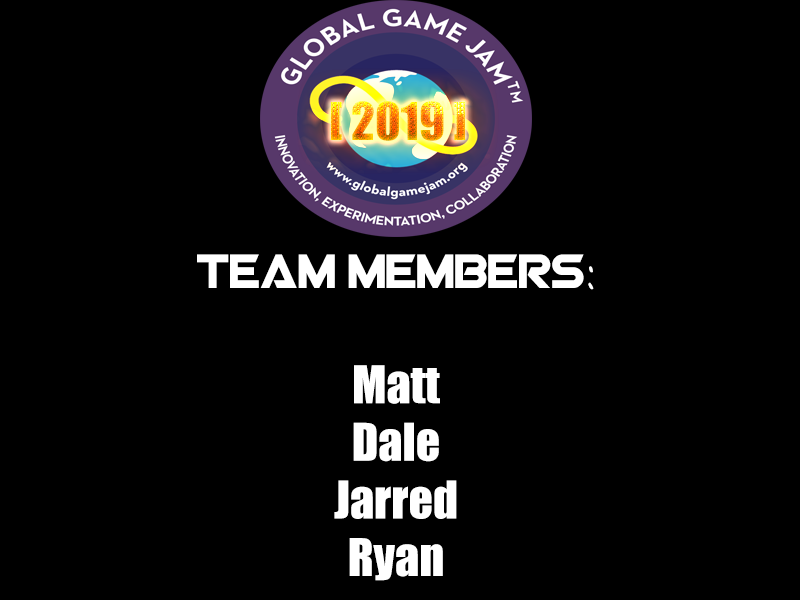 GLOBAL GAME JAM™
[ 2019 ]
www.globalgamejam.org
INNOVATION, EXPERIMENTATION, COLLABORATION
TEAM MEMBERS:
Matt
Dale
Jarred
Ryan